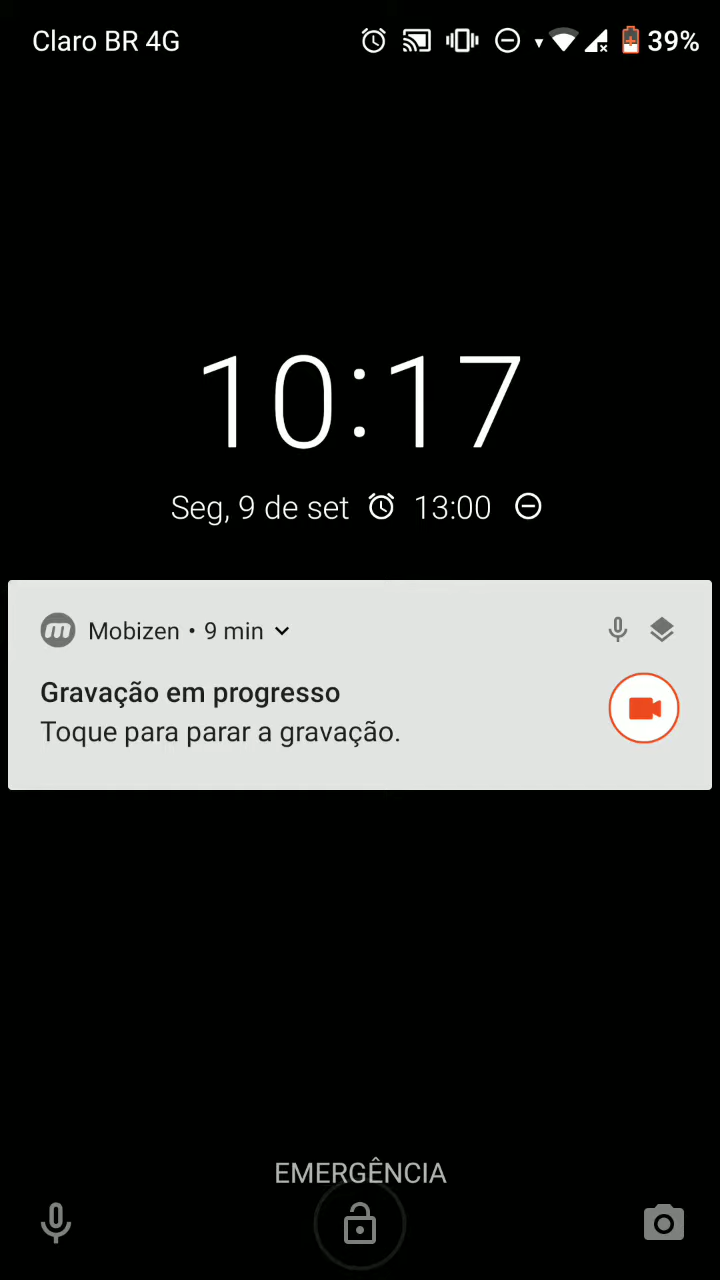 Claro BR 4G 39%
10:17
Seg, 9 de set 13:00
Mobizen • 9 min
Gravação em progresso
Toque para parar a gravação.
EMERGÊNCIA